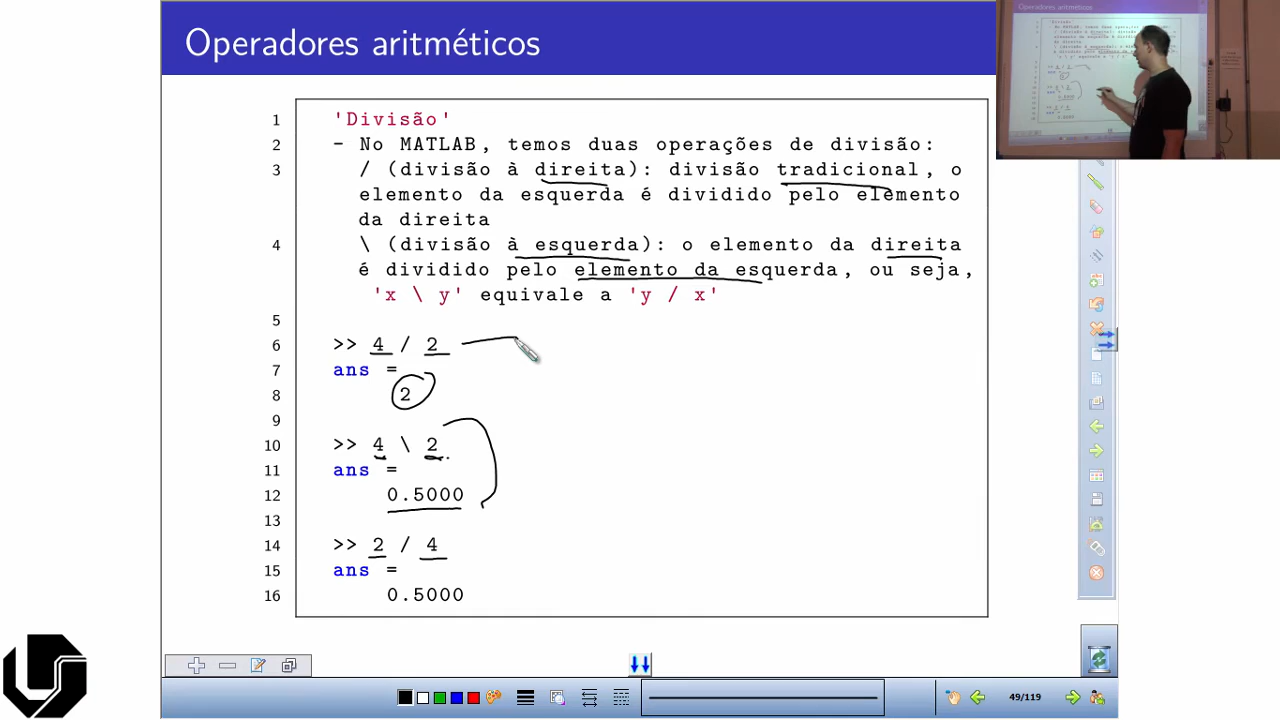 Operadores aritméticos
1 'Divisão'
2 - No MATLAB, temos duas operações de divisão:
3 / (divisão à direita): divisão tradicional, o
elemento da esquerda é dividido pelo elemento
da direita
4 \ (divisão à esquerda): o elemento da direita
é dividido pelo elemento da esquerda, ou seja,
'x \ y' equivale a 'y / x'
5
6 >> 4 / 2
7 ans =
8 2
9
10 >> 4 \ 2
11 ans =
12 0.5000
13
14 >> 2 / 4
15 ans =
16 0.5000
49/119